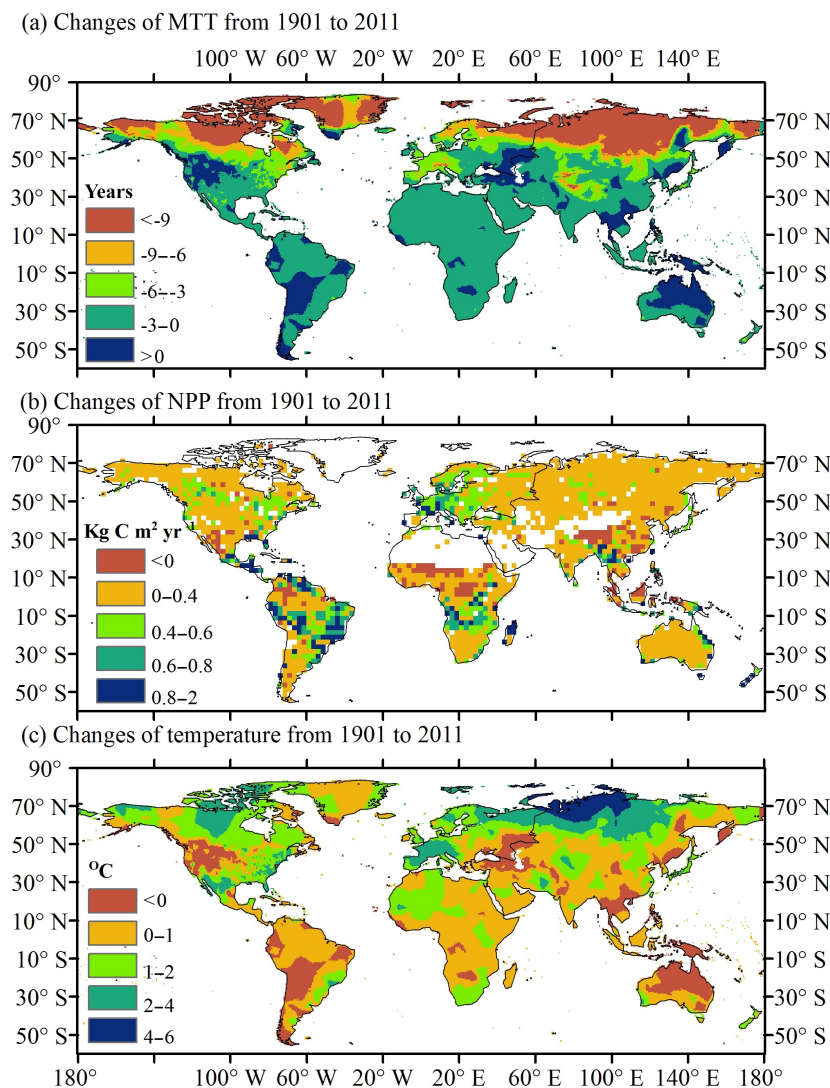 (a) Changes of MTT from 1901 to 2011
100° W 60° W 20° W 20° E 60° E 100° E 140° E
90°
70° N 70° N
50° N 50° N
30° N 30° N
10° N 10° N
10° S 10° S
30° S 30° S
50° S 50° S
Years
<-9
-9--6
-6--3
-3-0
>0
(b) Changes of NPP from 1901 to 2011
90°
70° N 70° N
50° N 50° N
30° N 30° N
10° N 10° N
10° S 10° S
30° S 30° S
50° S 50° S
Kg C m² yr⁻
<0
0–0.4
0.4–0.6
0.6–0.8
0.8–2
(c) Changes of temperature from 1901 to 2011
90°
70° N 70° N
50° N 50° N
30° N 30° N
10° N 10° N
10° S 10° S
30° S 30° S
50° S 50° S
°C
<0
0–1
1–2
2–4
4–6
180° 100° W 60° W 20° W 20° E 60° E 100° E 140° E 180°